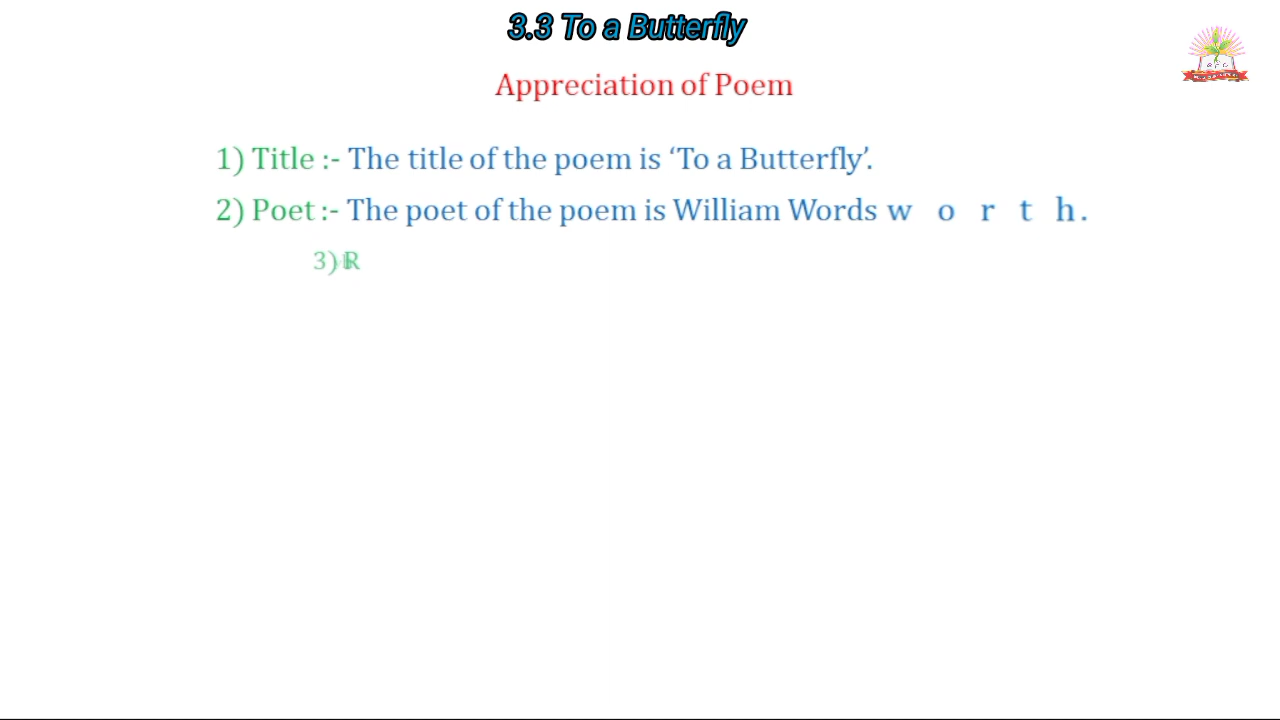 3.3 To a Butterfly
Appreciation of Poem
1) Title :- The title of the poem is ‘To a Butterfly’.
2) Poet :- The poet of the poem is William Words w o r t h.
3) R